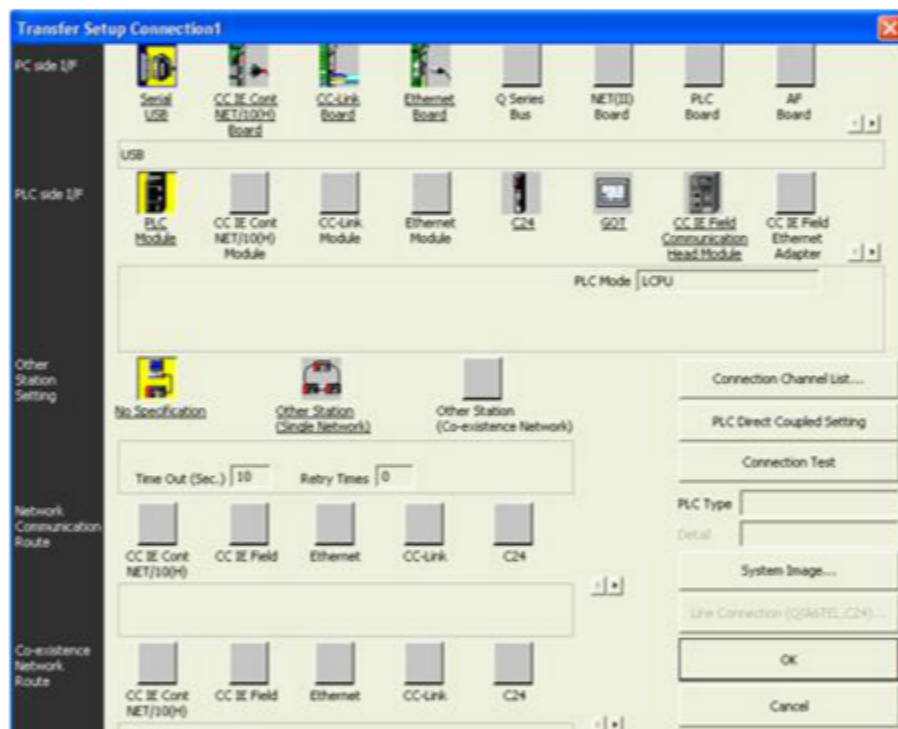 Transfer Setup Connection1
PC side I/F
Serial
USB
CC IE Cont
NET/10(H)
Board
CC-Link
Board
Ethernet
Board
Q Series
Bus
NET(II)
Board
PLC
Board
AF
Board
USB
PLC side I/F
PLC
Module
CC IE Cont
NET/10(H)
Module
CC-Link
Module
Ethernet
Module
C24
GOT
CC IE Field
Communication
Head Module
CC IE Field
Ethernet
Adapter
PLC Mode LCPU
Other
Station
Setting
No Specification
Other Station
(Single Network)
Other Station
(Co-existence Network)
Time Out (Sec.) 10 Retry Times 0
Connection Channel List...
PLC Direct Coupled Setting
Connection Test
PLC Type
Detail
System Image...
Line Connection (Q/A6TEL,C24)...
OK
Cancel
Network
Communication
Route
CC IE Cont
NET/10(H)
CC IE Field
Ethernet
CC-Link
C24
Co-existence
Network
Route
CC IE Cont
NET/10(H)
CC IE Field
Ethernet
CC-Link
C24